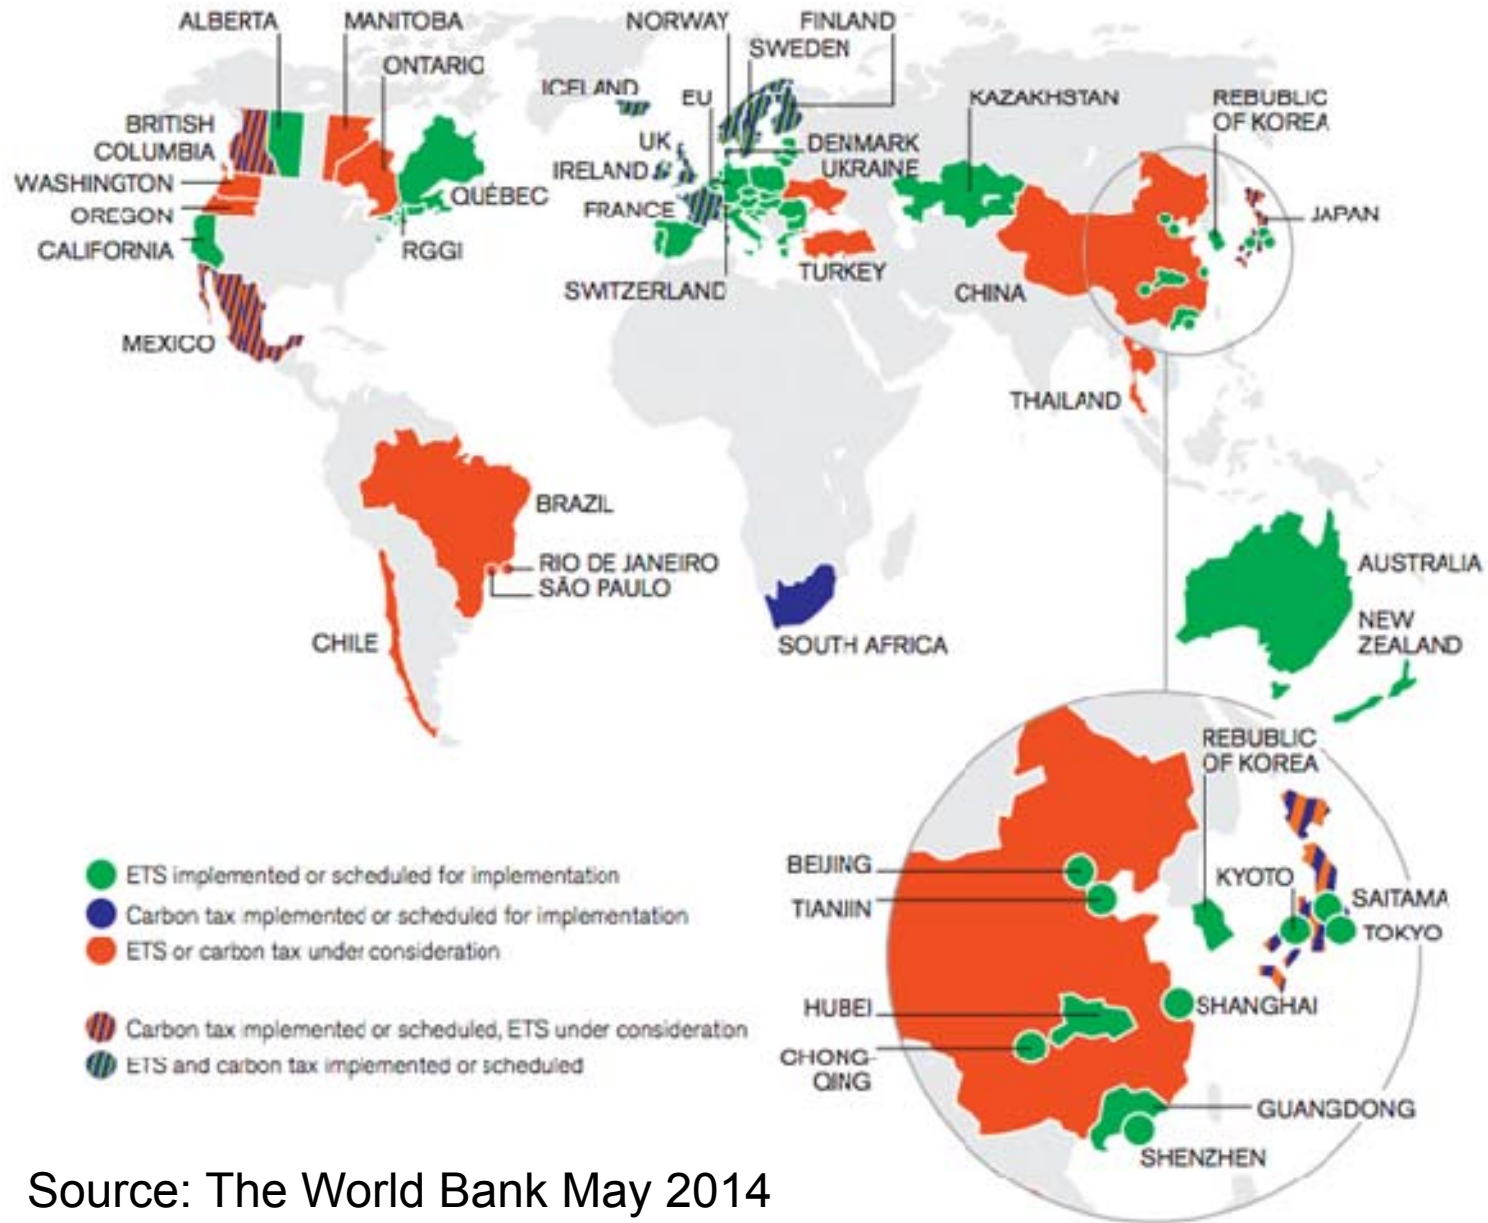 ALBERTA
MANITOBA
ONTARIO
NORWAY
FINLAND
SWEDEN
ICELAND
EU
KAZAKHSTAN
REBUBLIC
OF KOREA
BRITISH
COLUMBIA
UK
DENMARK
UKRAINE
IRELAND
WASHINGTON
QUÉBEC
OREGON
FRANCE
JAPAN
CALIFORNIA
RGGI
TURKEY
SWITZERLAND
CHINA
MEXICO
THAILAND
BRAZIL
RIO DE JANEIRO
SÃO PAULO
AUSTRALIA
CHILE
SOUTH AFRICA
NEW
ZEALAND
REBUBLIC
OF KOREA
BEIJING
KYOTO
TIANJIN
SAITAMA
TOKYO
HUBEI
SHANGHAI
CHONG-
QING
GUANGDONG
SHENZHEN
ETS implemented or scheduled for implementation
Carbon tax mplemented or scheduled for implementation
ETS or carbon tax under consideration
Carbon tax implemented or scheduled, ETS under consideration
ETS and carbon tax implemented or scheduled
Source: The World Bank May 2014